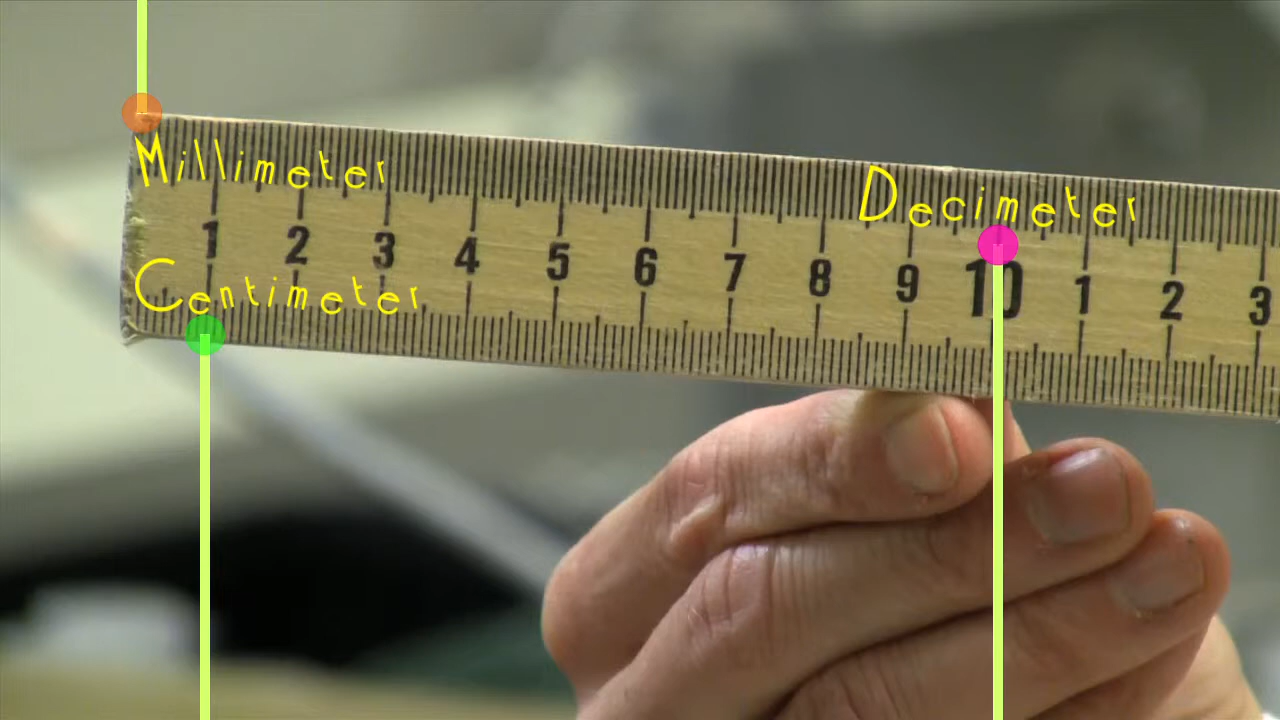 Millimeter
Decimeter
1 2 3 4 5 6 7 8 9 10 1 2 3
Centimeter